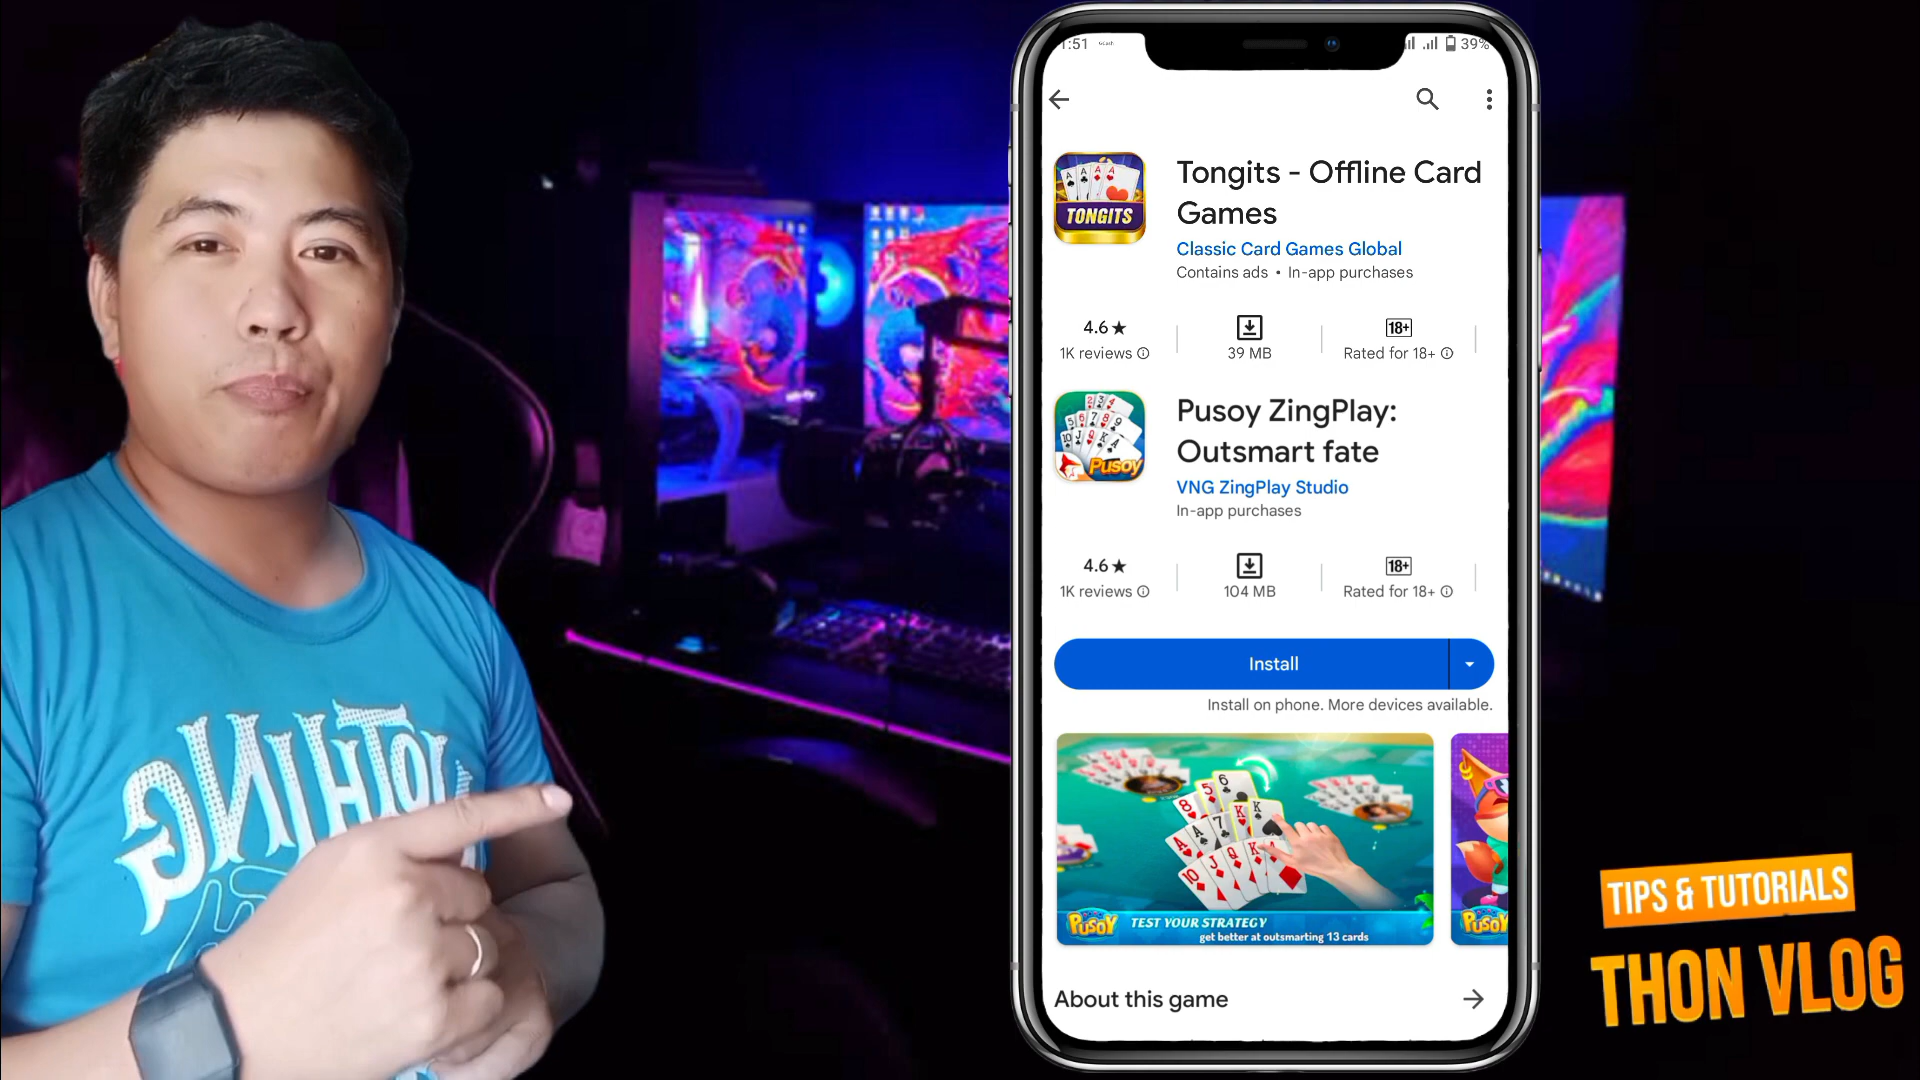 1:51
39%
Tongits - Offline Card
Games
Classic Card Games Global
Contains ads • In-app purchases
TONGITS
4.6★
1K reviews
39 MB
18+
Rated for 18+
Pusoy ZingPlay:
Outsmart fate
VNG ZingPlay Studio
In-app purchases
Pusoy
4.6★
1K reviews
104 MB
18+
Rated for 18+
Install
Install on phone. More devices available.
PUSOY
TEST YOUR STRATEGY
get better at outsmarting 13 cards
About this game
NOTHING
TIPS & TUTORIALS
THON VLOG